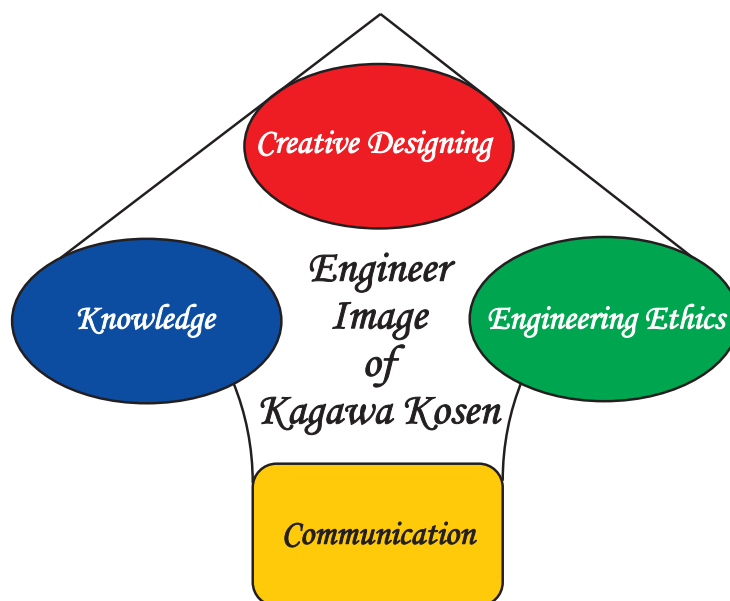 Creative Designing
Engineer
Image
of
Kagawa Kosen
Knowledge
Engineering Ethics
Communication